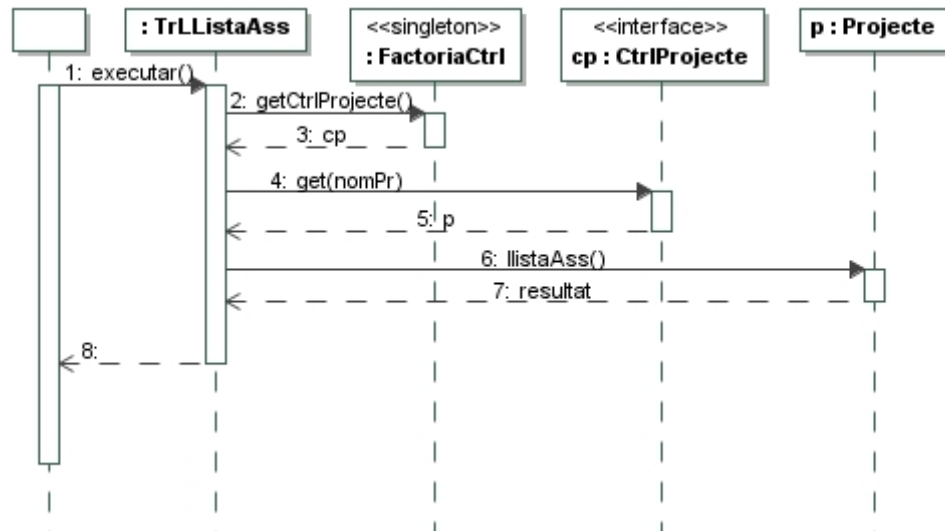 : TrLLlistaAss
<<singleton>>
: FactoriaCtrl
<<interface>>
cp : CtrlProjecte
p : Projecte
1: executar()
2: getCtrlProjecte()
3: cp
4: get(nomPr)
5: p
6: llistaAss()
7: resultat
8: